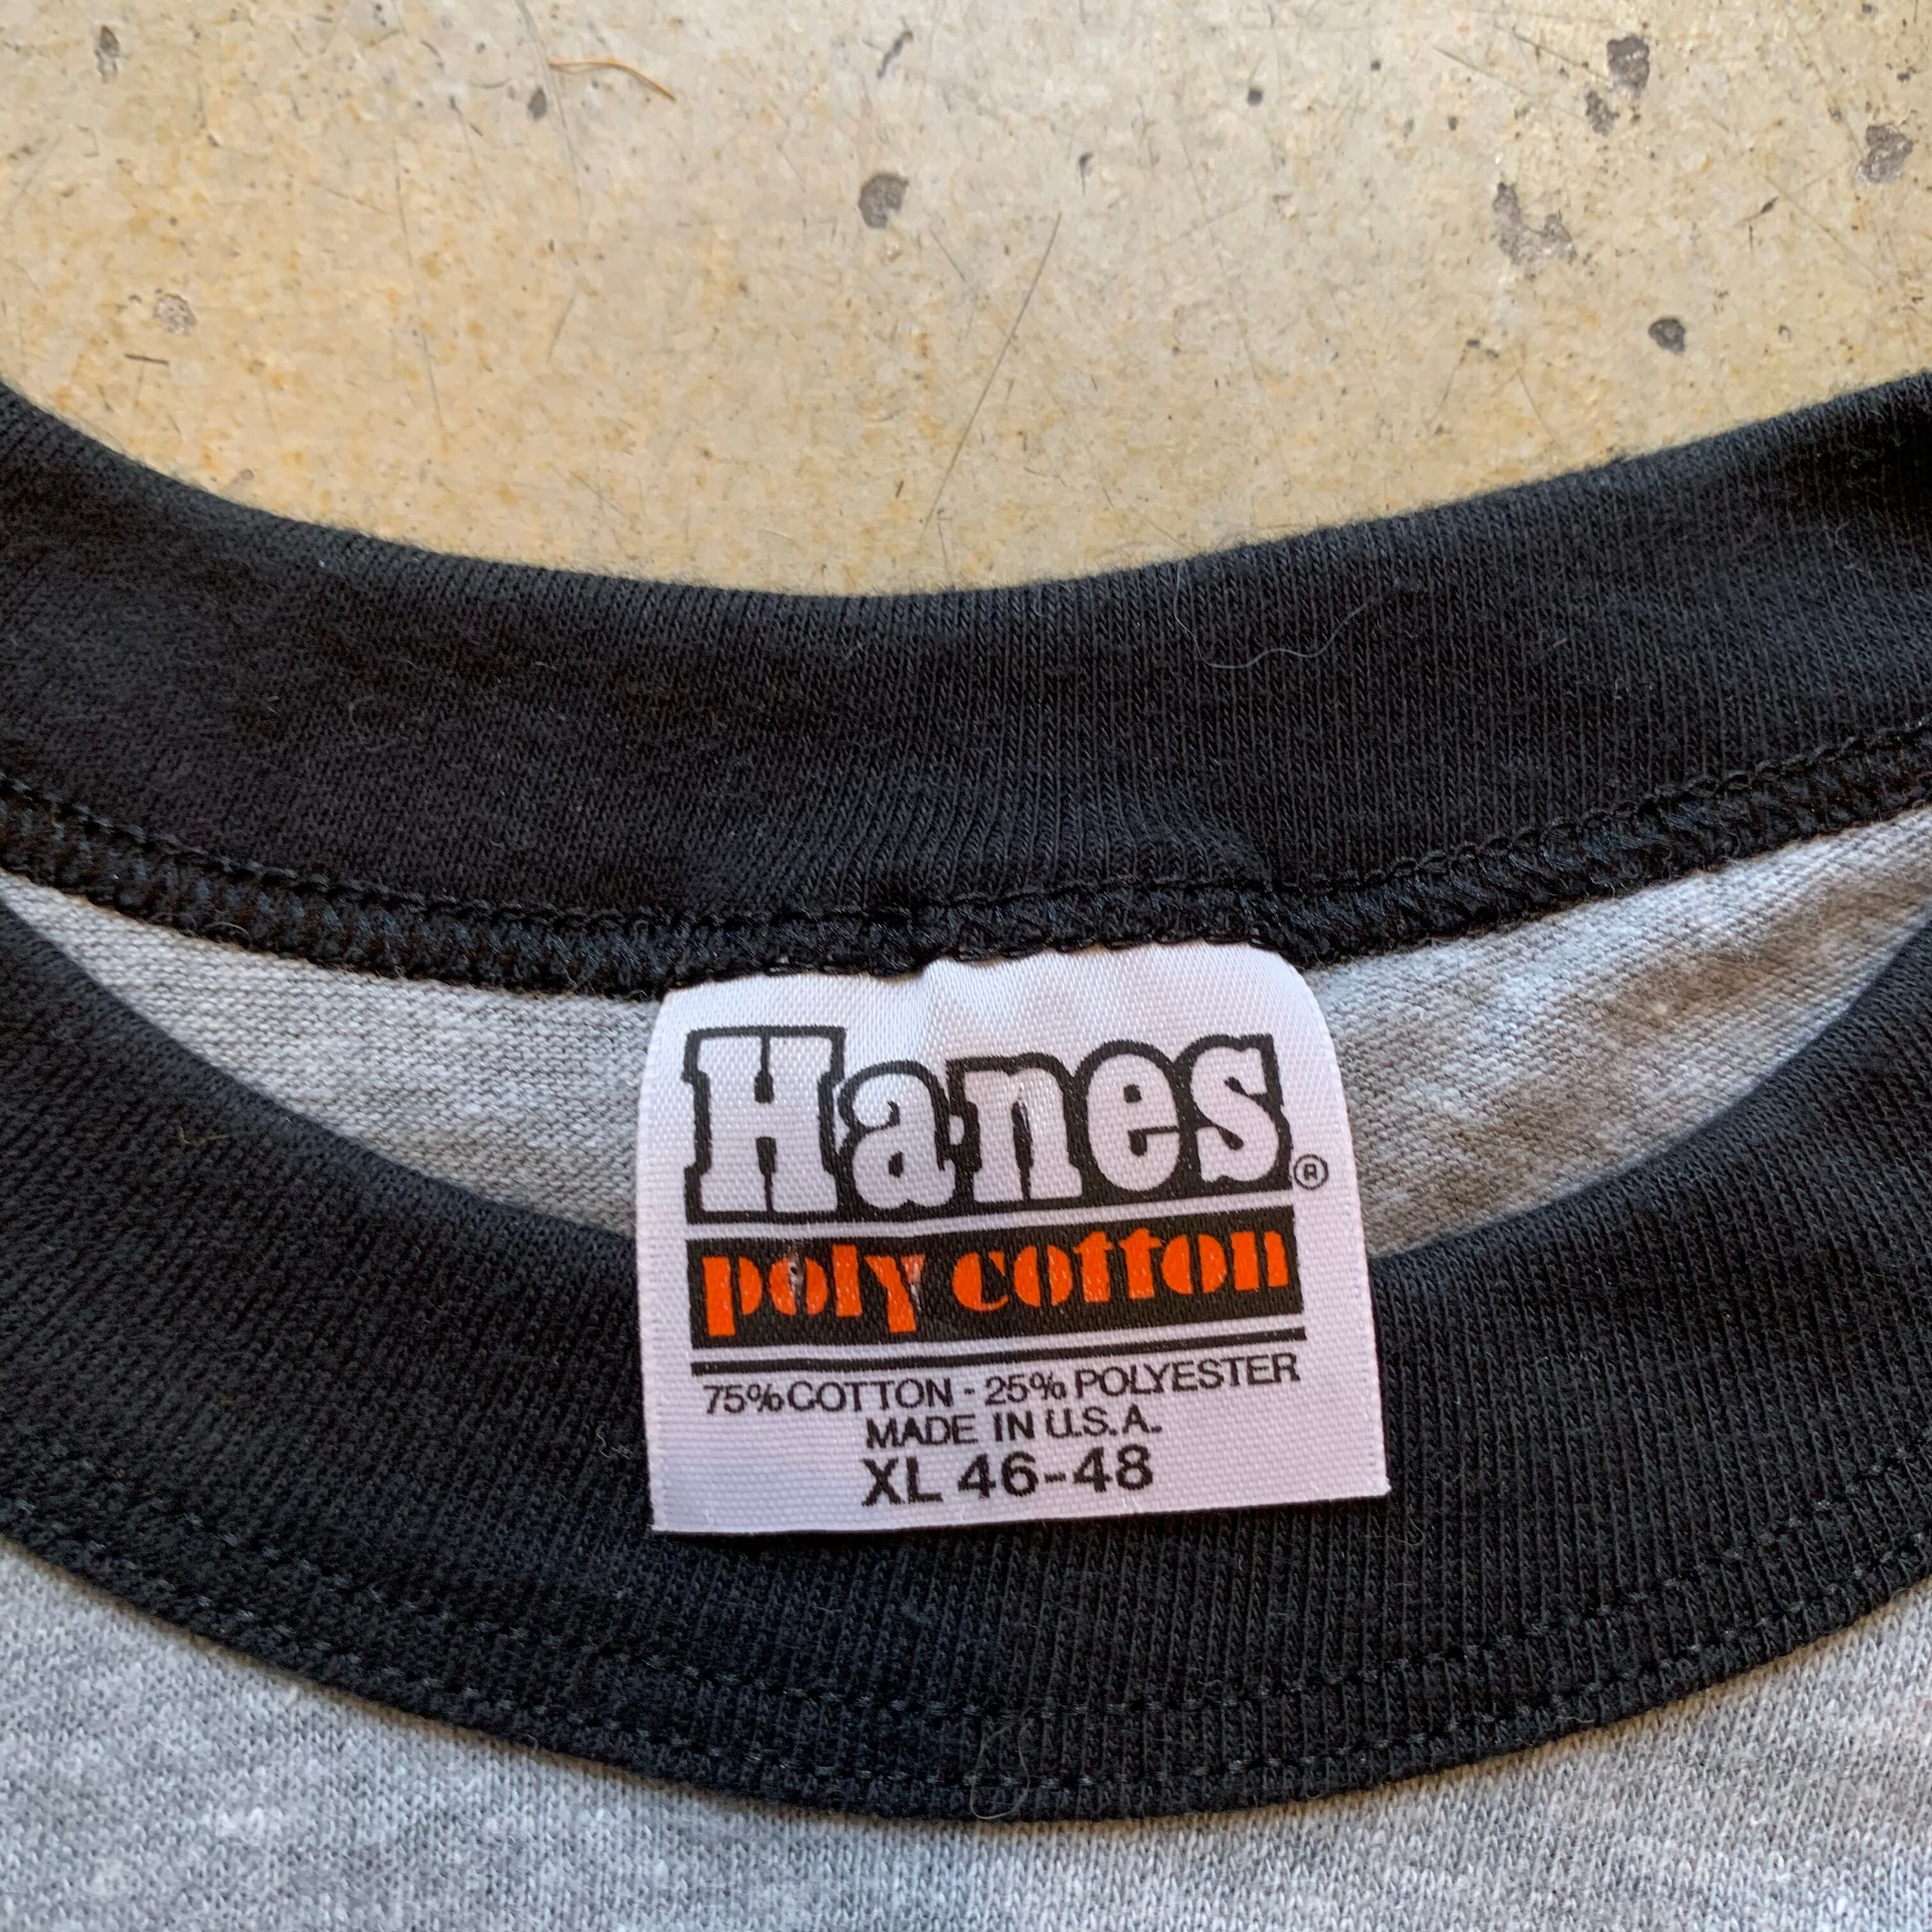 Hanes®
poly cotton
75% COTTON - 25% POLYESTER
MADE IN U.S.A.
XL 46-48